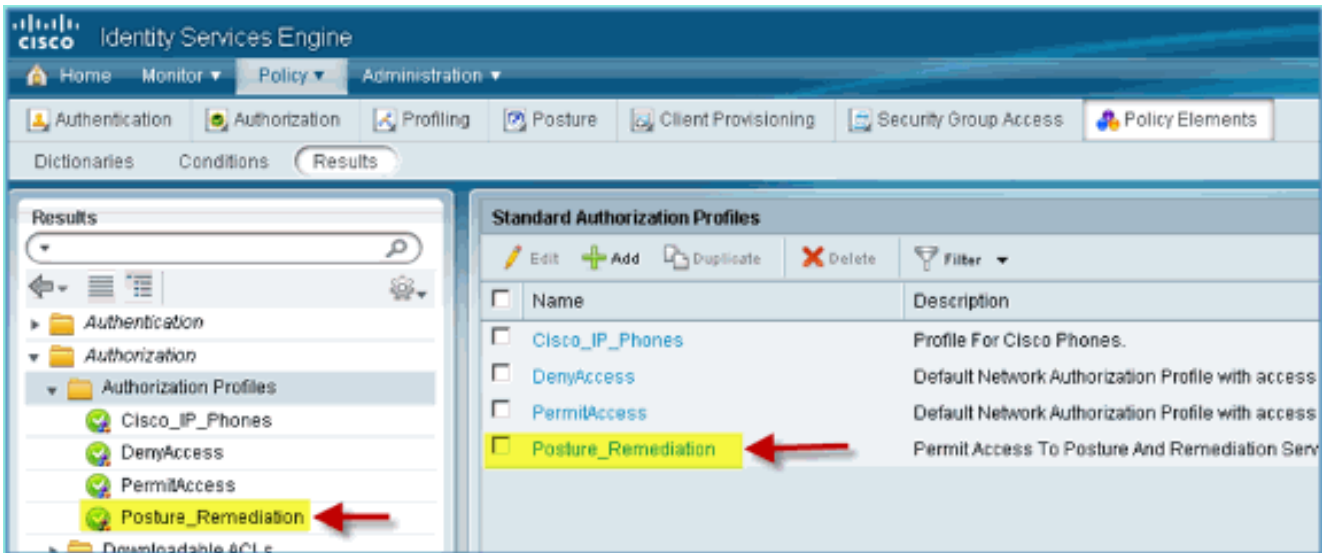 CISCO Identity Services Engine
Home Monitor Policy Administration
Authentication Authorization Profiling Posture Client Provisioning Security Group Access Policy Elements
Dictionaries Conditions Results
Results
Authentication
Authorization
Authorization Profiles
Cisco_IP_Phones
DenyAccess
PermitAccess
Posture_Remediation
Downloadable ACLs
Standard Authorization Profiles
Edit Add Duplicate Delete Filter
Name Description
Cisco_IP_Phones Profile For Cisco Phones.
DenyAccess Default Network Authorization Profile with access
PermitAccess Default Network Authorization Profile with access
Posture_Remediation Permit Access To Posture And Remediation Serv